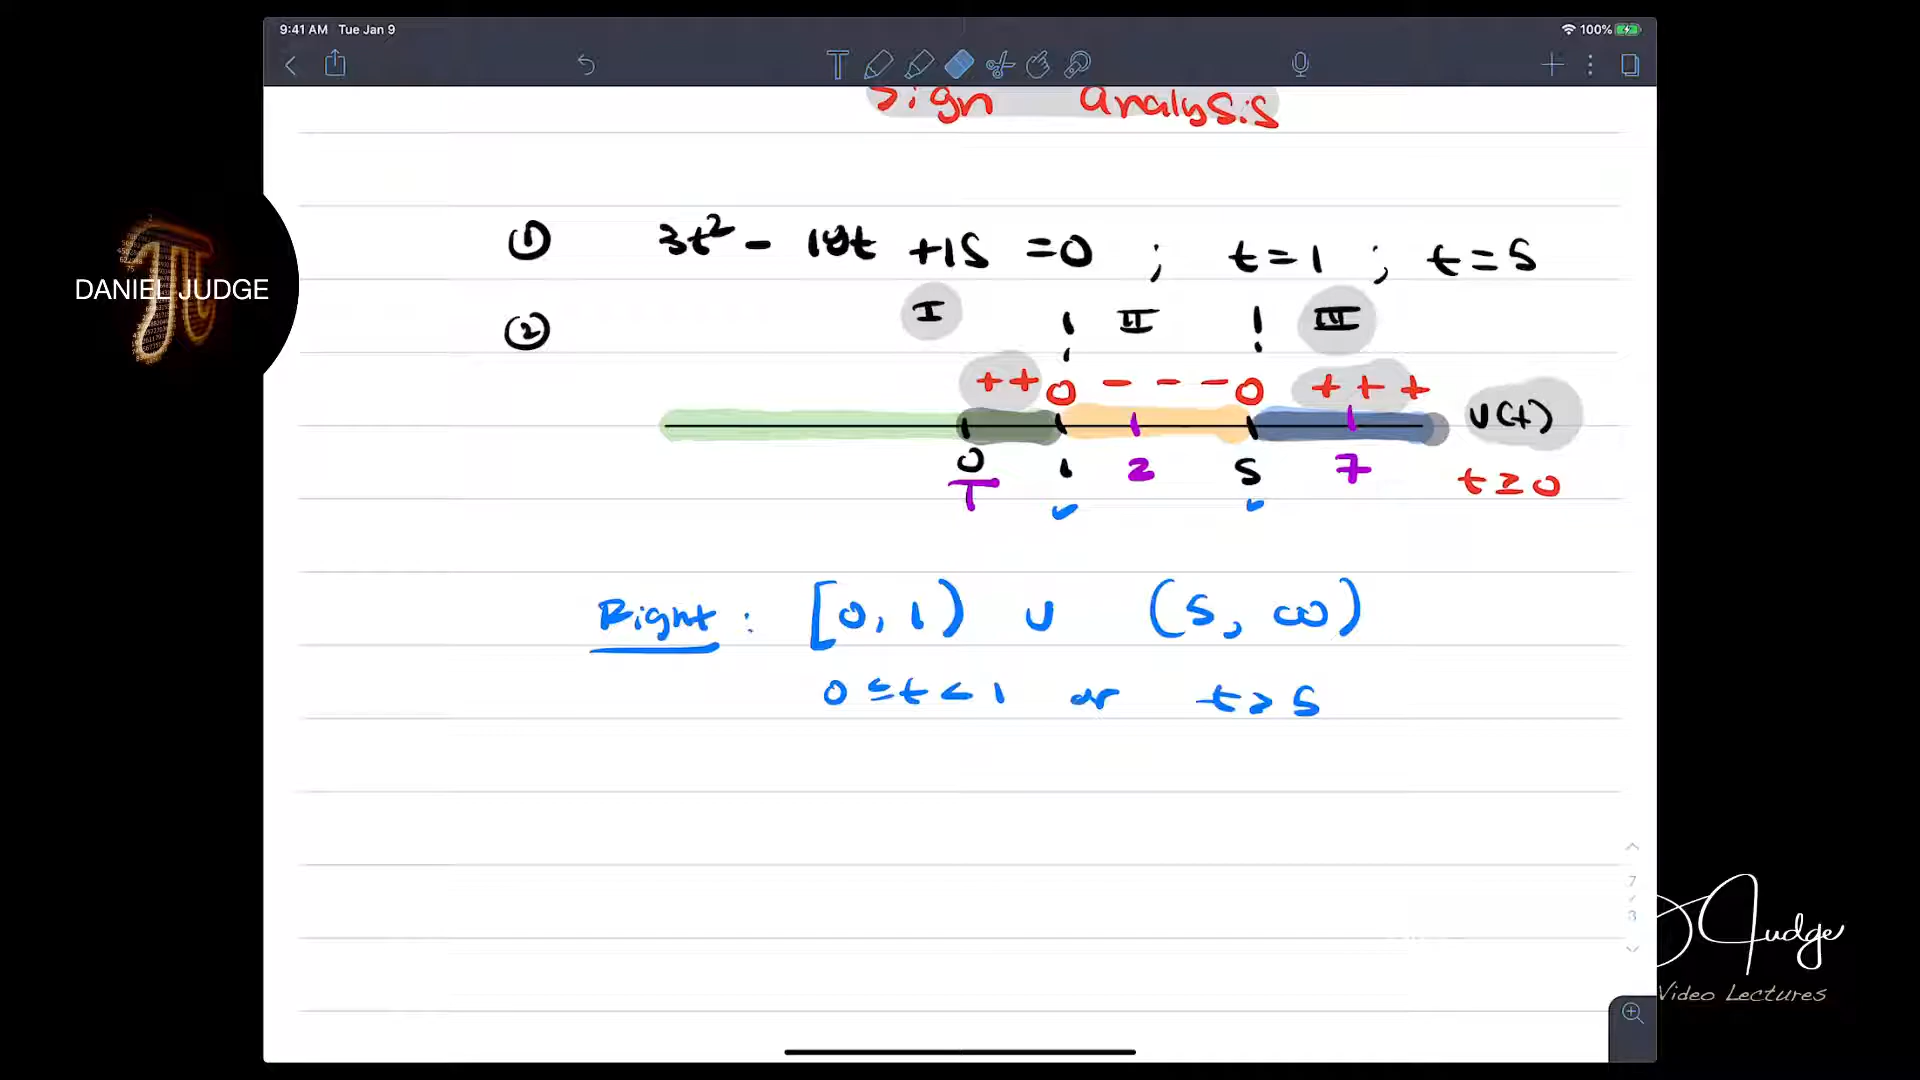 9:41 AM Tue Jan 9 100%
Sign Analysis
① 3t² - 18t + 15 = 0 ; t = 1 ; t = 5
② I II III
++ 0 - - - 0 + + + v(t)
0 1 2 5 7 t ≥ 0
Right : [0, 1) ∪ (5, ∞)
0 ≤ t < 1 or t > 5
DANIEL JUDGE
7
3
Judge
Video Lectures